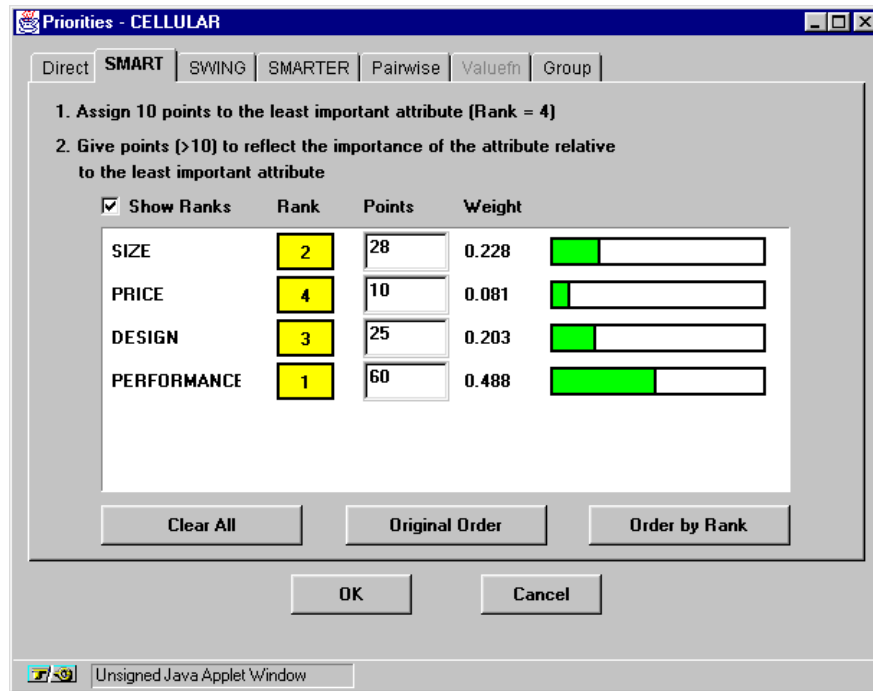 Priorities - CELLULAR
Direct SMART SWING SMARTER Pairwise Valuefn Group
1. Assign 10 points to the least important attribute (Rank = 4)
2. Give points (>10) to reflect the importance of the attribute relative
to the least important attribute
Show Ranks Rank Points Weight
SIZE 2 28 0.228
PRICE 4 10 0.081
DESIGN 3 25 0.203
PERFORMANCE 1 60 0.488
Clear All Original Order Order by Rank
OK Cancel
Unsigned Java Applet Window